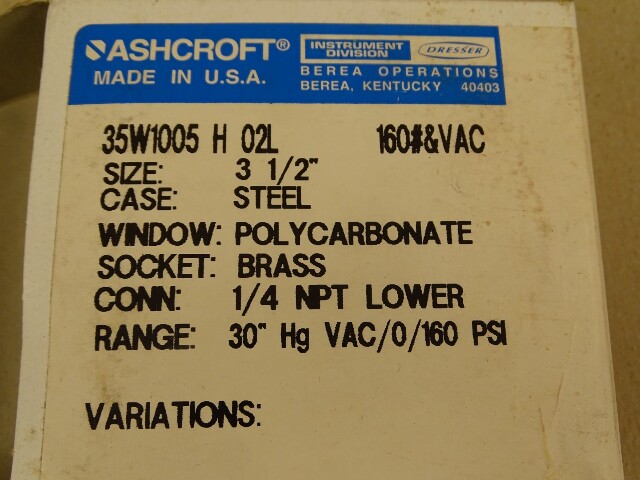 ASHCROFT® INSTRUMENT DIVISION DRESSER
MADE IN U.S.A. BEREA OPERATIONS
BEREA, KENTUCKY 40403
35W1005 H 02L 160#&VAC
SIZE: 3 1/2"
CASE: STEEL
WINDOW: POLYCARBONATE
SOCKET: BRASS
CONN: 1/4 NPT LOWER
RANGE: 30" Hg VAC/0/160 PSI
VARIATIONS: